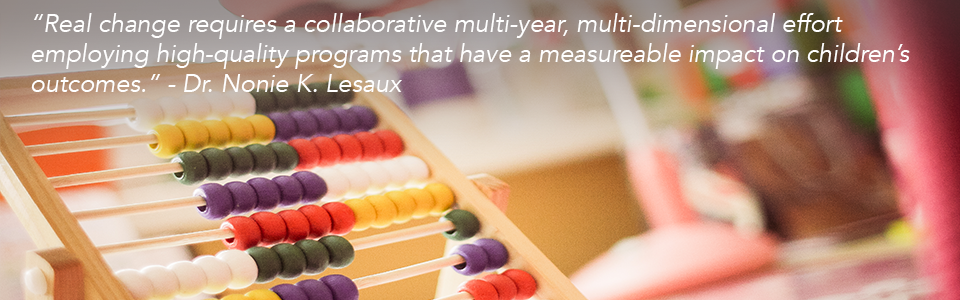 “Real change requires a collaborative multi-year, multi-dimensional effort
employing high-quality programs that have a measureable impact on children’s
outcomes.” - Dr. Nonie K. Lesaux